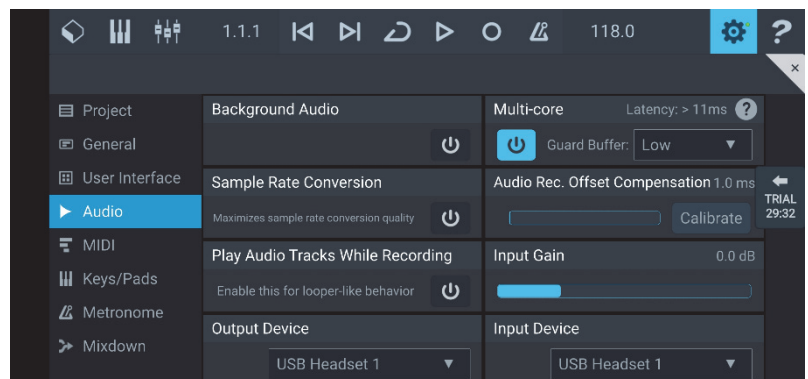 1.1.1 118.0 ?
×
Project
General
User Interface
Audio
MIDI
Keys/Pads
Metronome
Mixdown
Background Audio
Multi-core Latency: > 11ms ?
Guard Buffer: Low
Sample Rate Conversion
Maximizes sample rate conversion quality
Audio Rec. Offset Compensation 1.0 ms
Calibrate
TRIAL
29:32
Play Audio Tracks While Recording
Enable this for looper-like behavior
Input Gain 0.0 dB
Output Device
USB Headset 1
Input Device
USB Headset 1